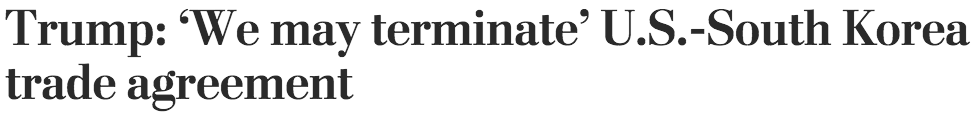 Trump: ‘We may terminate’ U.S.-South Korea
trade agreement